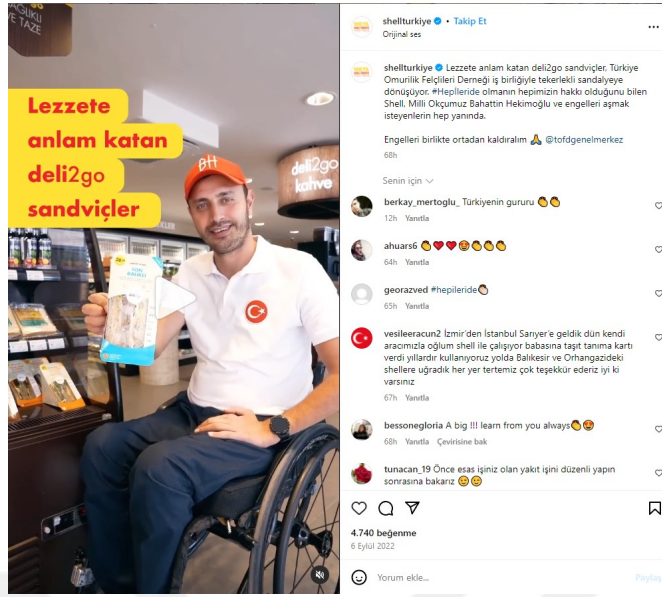 SAĞLIKLI
VE TAZE
Lezzete
anlam katan
deli2go
sandviçler
BH
deli2go
kahve
shellturkiye • Takip Et
Orijinal ses
shellturkiye Lezzete anlam katan deli2go sandviçler, Türkiye
Omurilik Felçlileri Derneği iş birliğiyle tekerlekli sandalyeye
dönüşüyor. #Hepİleride olmanın hepimizin hakkı olduğunu bilen
Shell, Milli Okçumuz Bahattin Hekimoğlu ve engelleri aşmak
isteyenlerin hep yanında.
Engelleri birlikte ortadan kaldıralım 🙏 @tofdgenelmerkez
68h
Senin için
berkay_mertoglu_ Türkiyenin gururu 👏👏
12h Yanıtla
ahuars6 👏❤️❤️😍👏👏👏
64h Yanıtla
georazved #hepileride👏🏻
65h Yanıtla
vesileeracun2 İzmir'den İstanbul Sarıyer'e geldik dün kendi
aracımızla oğlum shell ile çalışıyor babasına taşıt tanıma kartı
verdi yıllardır kullanıyoruz yolda Balıkesir ve Orhangazideki
shellere uğradık her yer tertemiz çok teşekkür ederiz iyi ki
varsınız
67h Yanıtla
bessonegloria A big !!! learn from you always👏😍
68h Yanıtla Çevirisine bak
tunacan_19 Önce esas işiniz olan yakıt işini düzenli yapın
sonrasına bakarız 😊😊
4.740 beğenme
6 Eylül 2022
Yorum ekle...
Paylaş